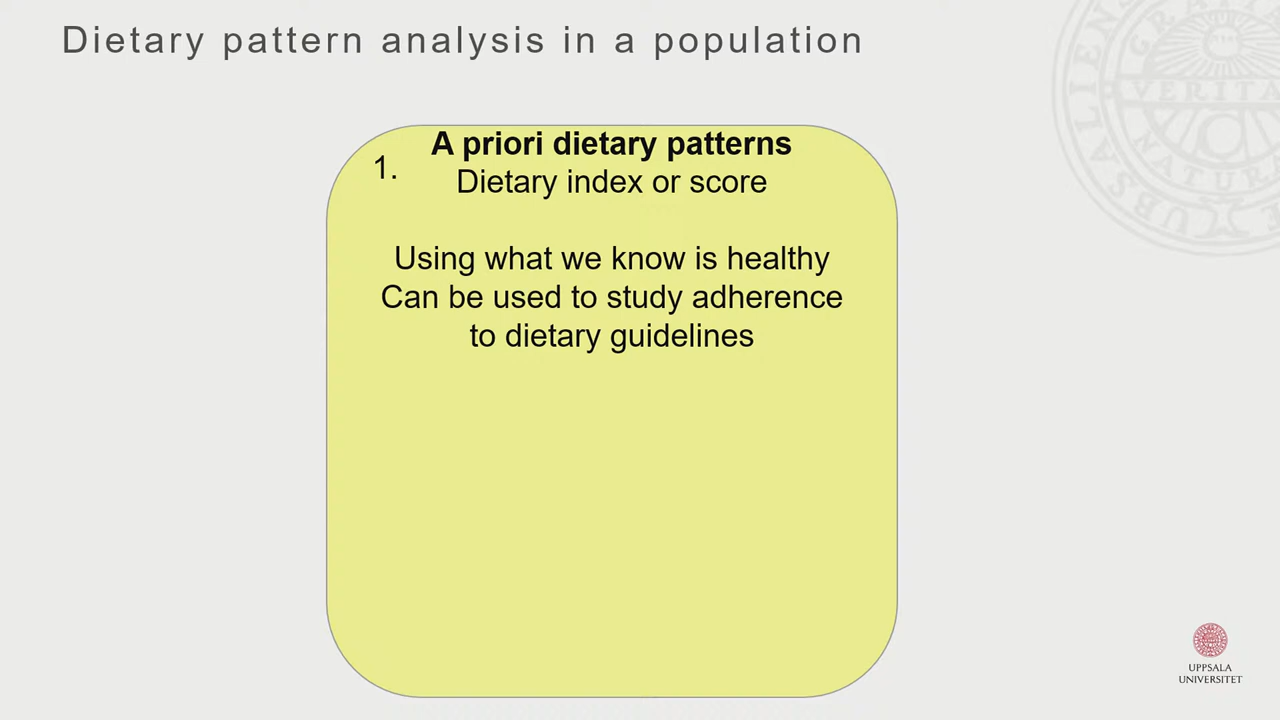 Dietary pattern analysis in a population
1.
A priori dietary patterns
Dietary index or score
Using what we know is healthy
Can be used to study adherence
to dietary guidelines
UPPSALA
UNIVERSITET